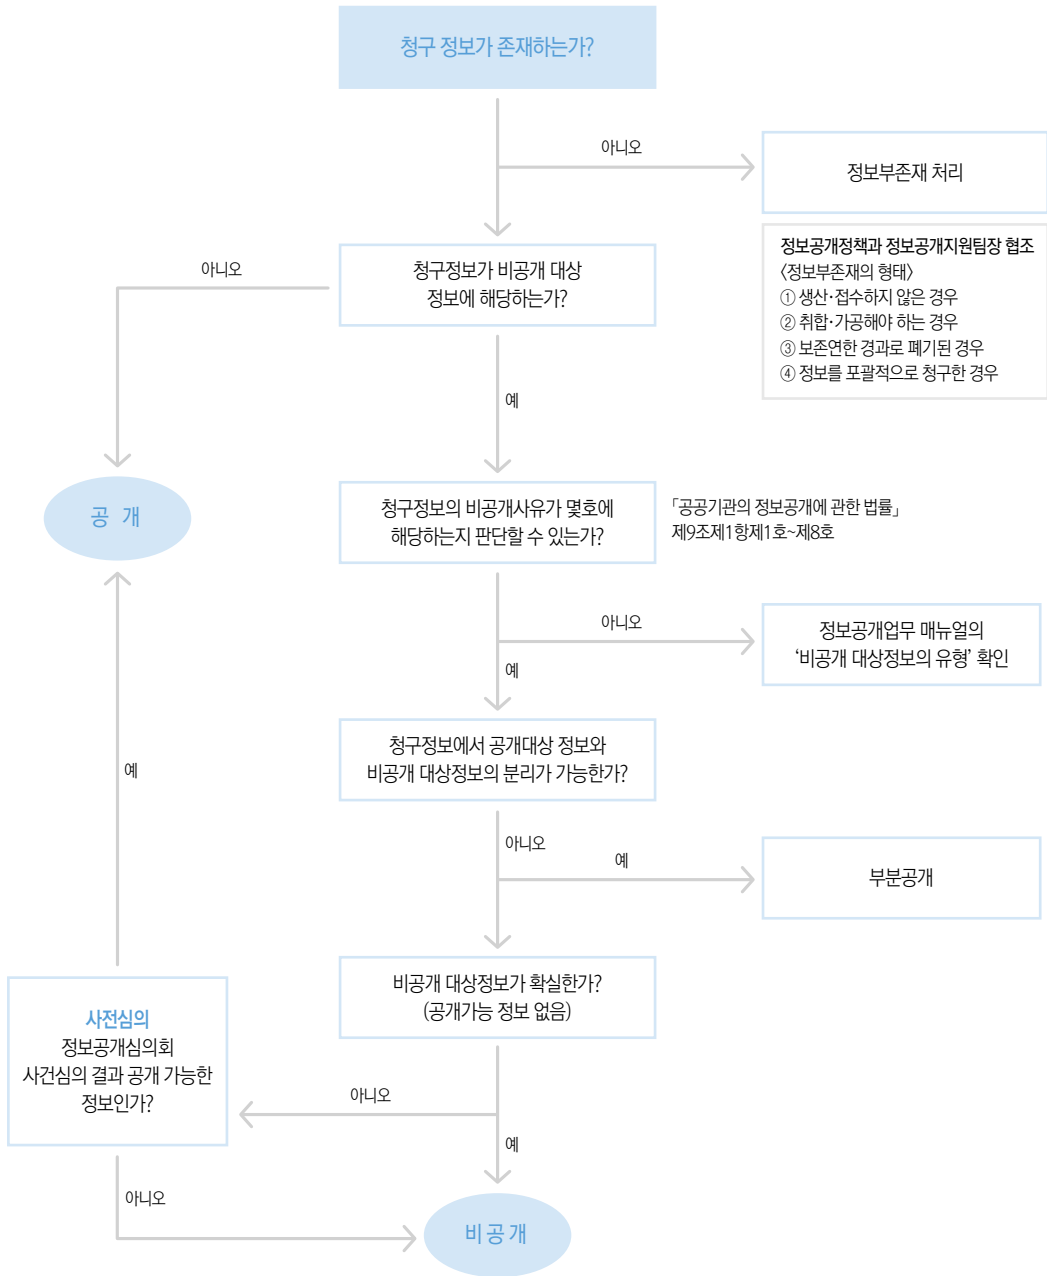 청구 정보가 존재하는가?
아니오
정보부존재 처리
정보공개정책과 정보공개지원팀장 협조
〈정보부존재의 형태〉
① 생산·접수하지 않은 경우
② 취합·가공해야 하는 경우
③ 보존연한 경과로 폐기된 경우
④ 정보를 포괄적으로 청구한 경우
청구정보가 비공개 대상
정보에 해당하는가?
아니오
예
공 개
청구정보의 비공개사유가 몇호에
해당하는지 판단할 수 있는가?
「공공기관의 정보공개에 관한 법률」
제9조제1항제1호~제8호
아니오
정보공개업무 매뉴얼의
‘비공개 대상정보의 유형’ 확인
예
청구정보에서 공개대상 정보와
비공개 대상정보의 분리가 가능한가?
예
아니오
예
부분공개
비공개 대상정보가 확실한가?
(공개가능 정보 없음)
사전심의
정보공개심의회
사건심의 결과 공개 가능한
정보인가?
아니오
예
아니오
비공개